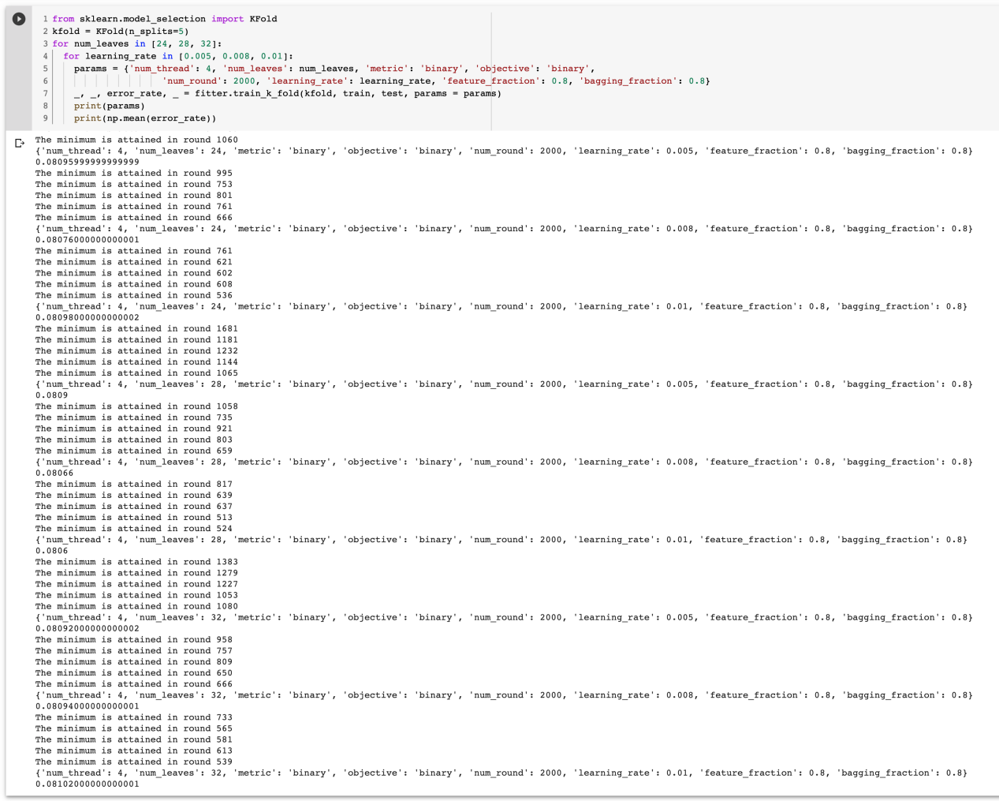 1 from sklearn.model_selection import KFold
2 kfold = KFold(n_splits=5)
3 for num_leaves in [24, 28, 32]:
4 for learning_rate in [0.005, 0.008, 0.01]:
5 params = {'num_thread': 4, 'num_leaves': num_leaves, 'metric': 'binary', 'objective': 'binary',
6 'num_round': 2000, 'learning_rate': learning_rate, 'feature_fraction': 0.8, 'bagging_fraction': 0.8}
7 _, _, error_rate, _ = fitter.train_k_fold(kfold, train, test, params = params)
8 print(params)
9 print(np.mean(error_rate))
The minimum is attained in round 1060
{'num_thread': 4, 'num_leaves': 24, 'metric': 'binary', 'objective': 'binary', 'num_round': 2000, 'learning_rate': 0.005, 'feature_fraction': 0.8, 'bagging_fraction': 0.8}
0.08095999999999999
The minimum is attained in round 995
The minimum is attained in round 753
The minimum is attained in round 801
The minimum is attained in round 761
The minimum is attained in round 666
{'num_thread': 4, 'num_leaves': 24, 'metric': 'binary', 'objective': 'binary', 'num_round': 2000, 'learning_rate': 0.008, 'feature_fraction': 0.8, 'bagging_fraction': 0.8}
0.08076000000000001
The minimum is attained in round 761
The minimum is attained in round 621
The minimum is attained in round 602
The minimum is attained in round 608
The minimum is attained in round 536
{'num_thread': 4, 'num_leaves': 24, 'metric': 'binary', 'objective': 'binary', 'num_round': 2000, 'learning_rate': 0.01, 'feature_fraction': 0.8, 'bagging_fraction': 0.8}
0.08098000000000002
The minimum is attained in round 1681
The minimum is attained in round 1181
The minimum is attained in round 1232
The minimum is attained in round 1144
The minimum is attained in round 1065
{'num_thread': 4, 'num_leaves': 28, 'metric': 'binary', 'objective': 'binary', 'num_round': 2000, 'learning_rate': 0.005, 'feature_fraction': 0.8, 'bagging_fraction': 0.8}
0.0809
The minimum is attained in round 1058
The minimum is attained in round 735
The minimum is attained in round 921
The minimum is attained in round 803
The minimum is attained in round 659
{'num_thread': 4, 'num_leaves': 28, 'metric': 'binary', 'objective': 'binary', 'num_round': 2000, 'learning_rate': 0.008, 'feature_fraction': 0.8, 'bagging_fraction': 0.8}
0.08066
The minimum is attained in round 817
The minimum is attained in round 639
The minimum is attained in round 637
The minimum is attained in round 513
The minimum is attained in round 524
{'num_thread': 4, 'num_leaves': 28, 'metric': 'binary', 'objective': 'binary', 'num_round': 2000, 'learning_rate': 0.01, 'feature_fraction': 0.8, 'bagging_fraction': 0.8}
0.0806
The minimum is attained in round 1383
The minimum is attained in round 1279
The minimum is attained in round 1227
The minimum is attained in round 1053
The minimum is attained in round 1080
{'num_thread': 4, 'num_leaves': 32, 'metric': 'binary', 'objective': 'binary', 'num_round': 2000, 'learning_rate': 0.005, 'feature_fraction': 0.8, 'bagging_fraction': 0.8}
0.08092000000000002
The minimum is attained in round 958
The minimum is attained in round 757
The minimum is attained in round 809
The minimum is attained in round 650
The minimum is attained in round 666
{'num_thread': 4, 'num_leaves': 32, 'metric': 'binary', 'objective': 'binary', 'num_round': 2000, 'learning_rate': 0.008, 'feature_fraction': 0.8, 'bagging_fraction': 0.8}
0.08094000000000001
The minimum is attained in round 733
The minimum is attained in round 565
The minimum is attained in round 581
The minimum is attained in round 613
The minimum is attained in round 539
{'num_thread': 4, 'num_leaves': 32, 'metric': 'binary', 'objective': 'binary', 'num_round': 2000, 'learning_rate': 0.01, 'feature_fraction': 0.8, 'bagging_fraction': 0.8}
0.08102000000000001